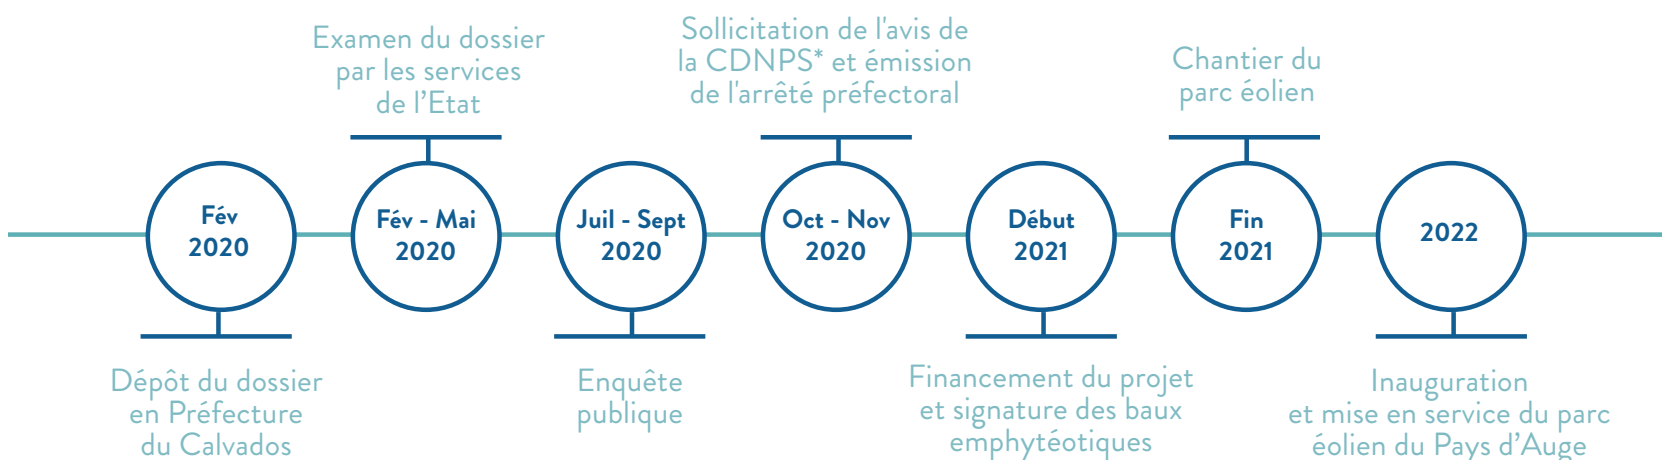 Dépôt du dossier
en Préfecture
du Calvados
Fév
2020
Examen du dossier
par les services
de l'Etat
Fév - Mai
2020
Juil - Sept
2020
Enquête
publique
Sollicitation de l'avis de
la CDNPS* et émission
de l'arrêté préfectoral
Oct - Nov
2020
Début
2021
Financement du projet
et signature des baux
emphytéotiques
Chantier du
parc éolien
Fin
2021
2022
Inauguration
et mise en service du parc
éolien du Pays d'Auge